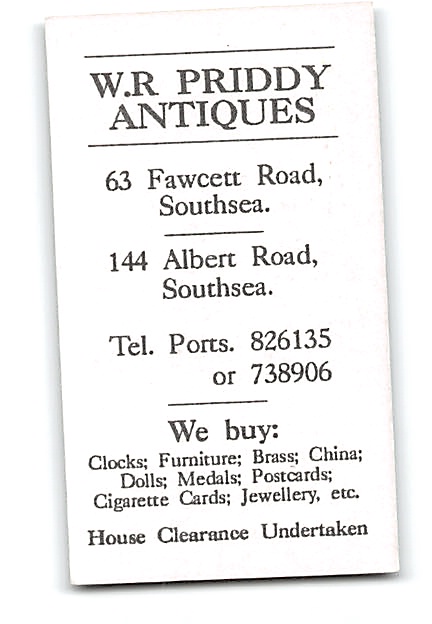 W.R PRIDDY
ANTIQUES
63 Fawcett Road,
Southsea.
144 Albert Road,
Southsea.
Tel. Ports. 826135
or 738906
We buy:
Clocks; Furniture; Brass; China;
Dolls; Medals; Postcards;
Cigarette Cards; Jewellery, etc.
House Clearance Undertaken